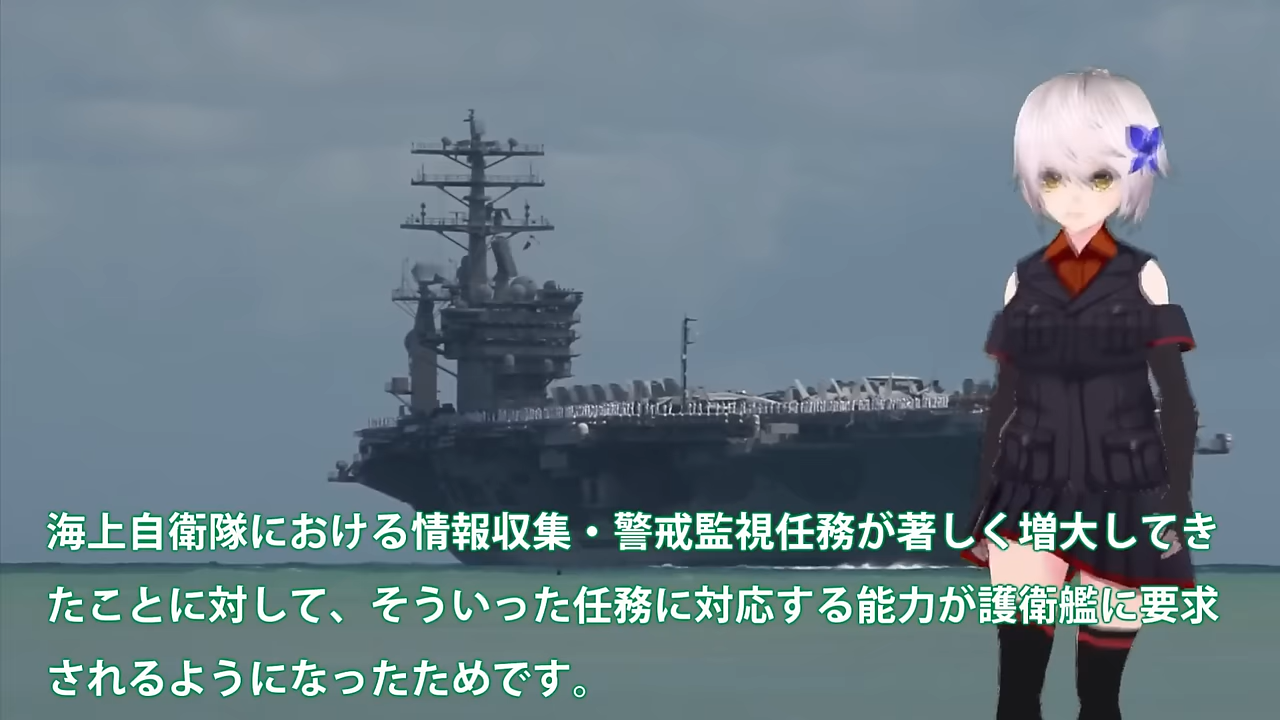 海上自衛隊における情報収集・警戒監視任務が著しく増大してき
たことに対して、そういった任務に対応する能力が護衛艦に要求
されるようになったためです。